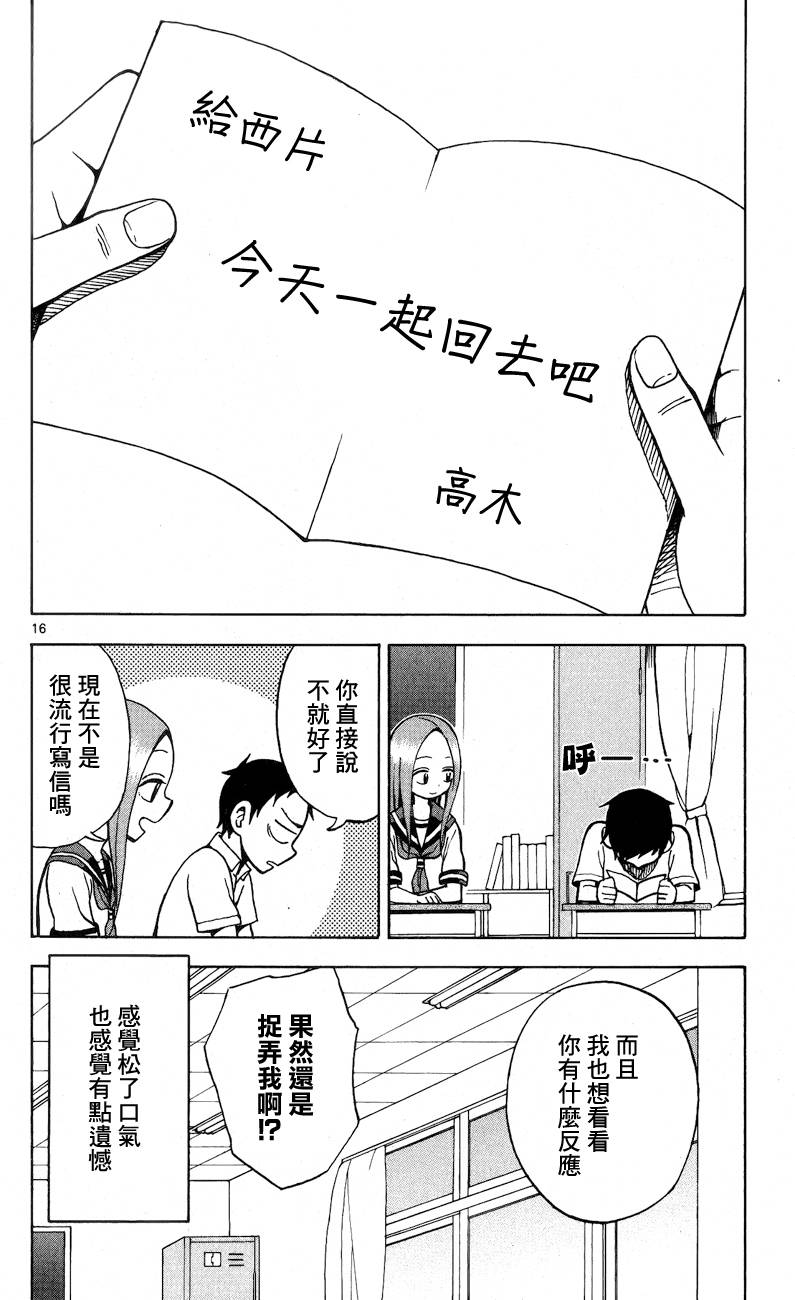 給西片
今天一起回去吧
高木
16
呼—…
你直接說
不就好了
現在不是
很流行寫信嗎
而且
我也想看看
你有什麼反應
果然還是
捉弄我啊!?
感覺松了口氣
也感覺有點遺憾